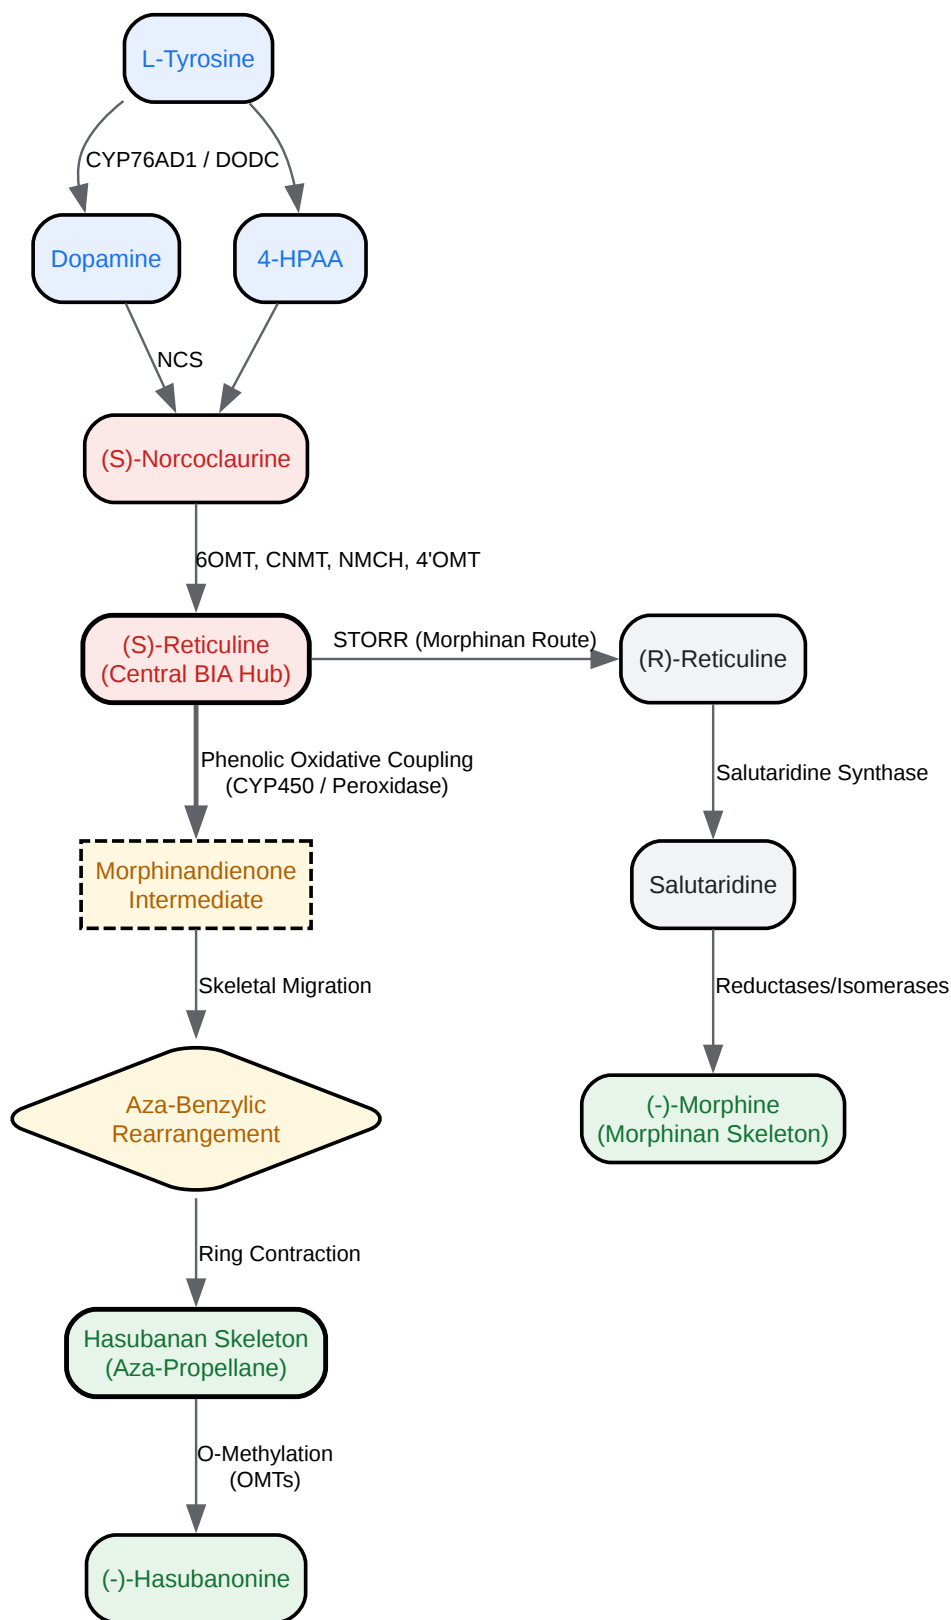 L-Tyrosine
CYP76AD1 / DODC
Dopamine
4-HPAA
NCS
(S)-Norcoclaurine
6OMT, CNMT, NMCH, 4'OMT
(S)-Reticuline
(Central BIA Hub)
STORR (Morphinan Route)
(R)-Reticuline
Phenolic Oxidative Coupling
(CYP450 / Peroxidase)
Salutaridine Synthase
Morphinandienone
Intermediate
Salutaridine
Skeletal Migration
Reductases/Isomerases
Aza-Benzylic
Rearrangement
(-)-Morphine
(Morphinan Skeleton)
Ring Contraction
Hasubanan Skeleton
(Aza-Propellane)
O-Methylation
(OMTs)
(-)-Hasubanonine